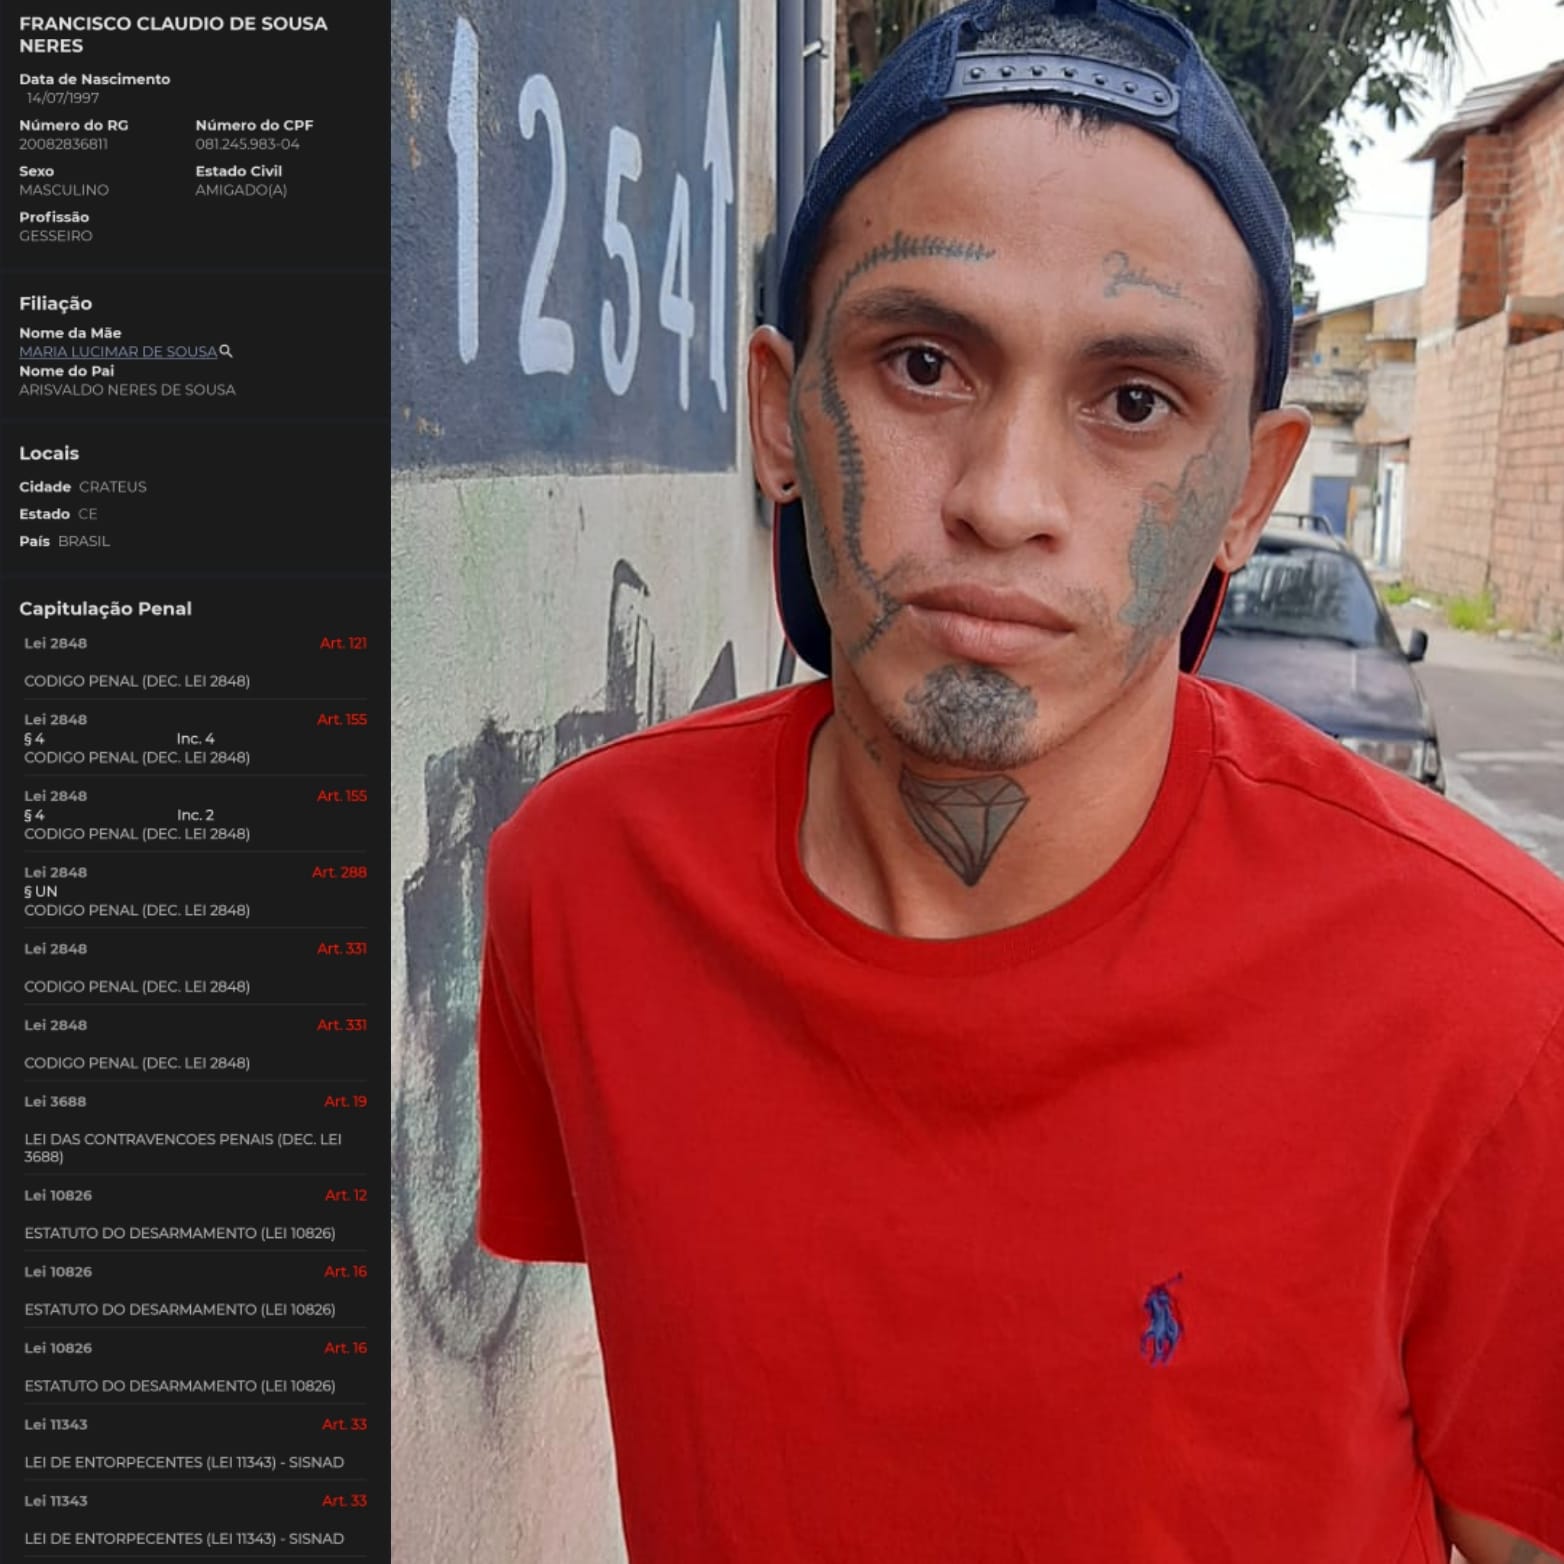 FRANCISCO CLAUDIO DE SOUSA
NERES
Data de Nascimento
14/07/1997
Número do RG Número do CPF
20082836811 081.245.983-04
Sexo Estado Civil
MASCULINO AMIGADO(A)
Profissão
GESSEIRO
Filiação
Nome da Mãe
MARIA LUCIMAR DE SOUSA
Nome do Pai
ARISVALDO NERES DE SOUSA
Locais
Cidade CRATEUS
Estado CE
País BRASIL
Capitulação Penal
Lei 2848 Art. 121
CODIGO PENAL (DEC. LEI 2848)
Lei 2848 Art. 155
§ 4 Inc. 4
CODIGO PENAL (DEC. LEI 2848)
Lei 2848 Art. 155
§ 4 Inc. 2
CODIGO PENAL (DEC. LEI 2848)
Lei 2848 Art. 288
§ UN
CODIGO PENAL (DEC. LEI 2848)
Lei 2848 Art. 331
CODIGO PENAL (DEC. LEI 2848)
Lei 2848 Art. 331
CODIGO PENAL (DEC. LEI 2848)
Lei 3688 Art. 19
LEI DAS CONTRAVENCOES PENAIS (DEC. LEI
3688)
Lei 10826 Art. 12
ESTATUTO DO DESARMAMENTO (LEI 10826)
Lei 10826 Art. 16
ESTATUTO DO DESARMAMENTO (LEI 10826)
Lei 10826 Art. 16
ESTATUTO DO DESARMAMENTO (LEI 10826)
Lei 11343 Art. 33
LEI DE ENTORPECENTES (LEI 11343) - SISNAD
Lei 11343 Art. 33
LEI DE ENTORPECENTES (LEI 11343) - SISNAD
12541